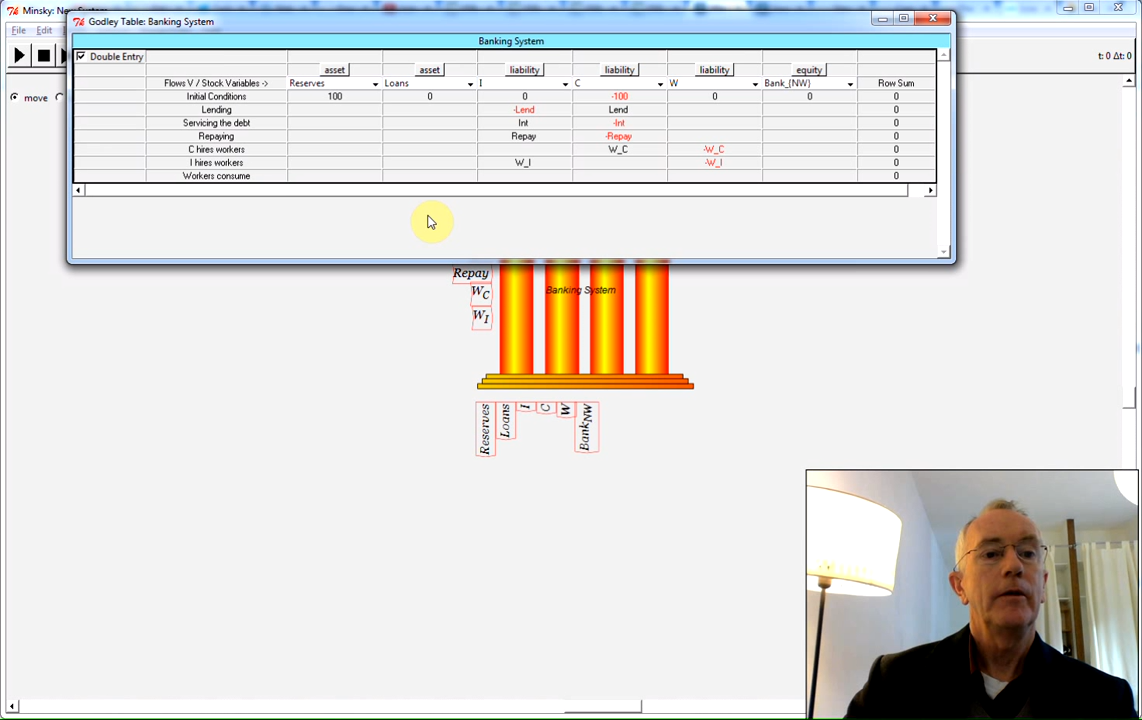 Minsky: New System
Godley Table: Banking System
File Edit
Banking System
Double Entry
asset asset liability liability liability equity
Flows V / Stock Variables -> Reserves Loans I C W Bank_{NW} Row Sum
Initial Conditions 100 0 0 -100 0 0 0
Lending -Lend Lend 0
Servicing the debt Int -Int 0
Repaying Repay -Repay 0
C hires workers W_C -W_C 0
I hires workers W_I -W_I 0
Workers consume 0
t: 0 Δt: 0
move
Repay
WC
WI
Banking System
Reserves
Loans
I
C
W
BankNW